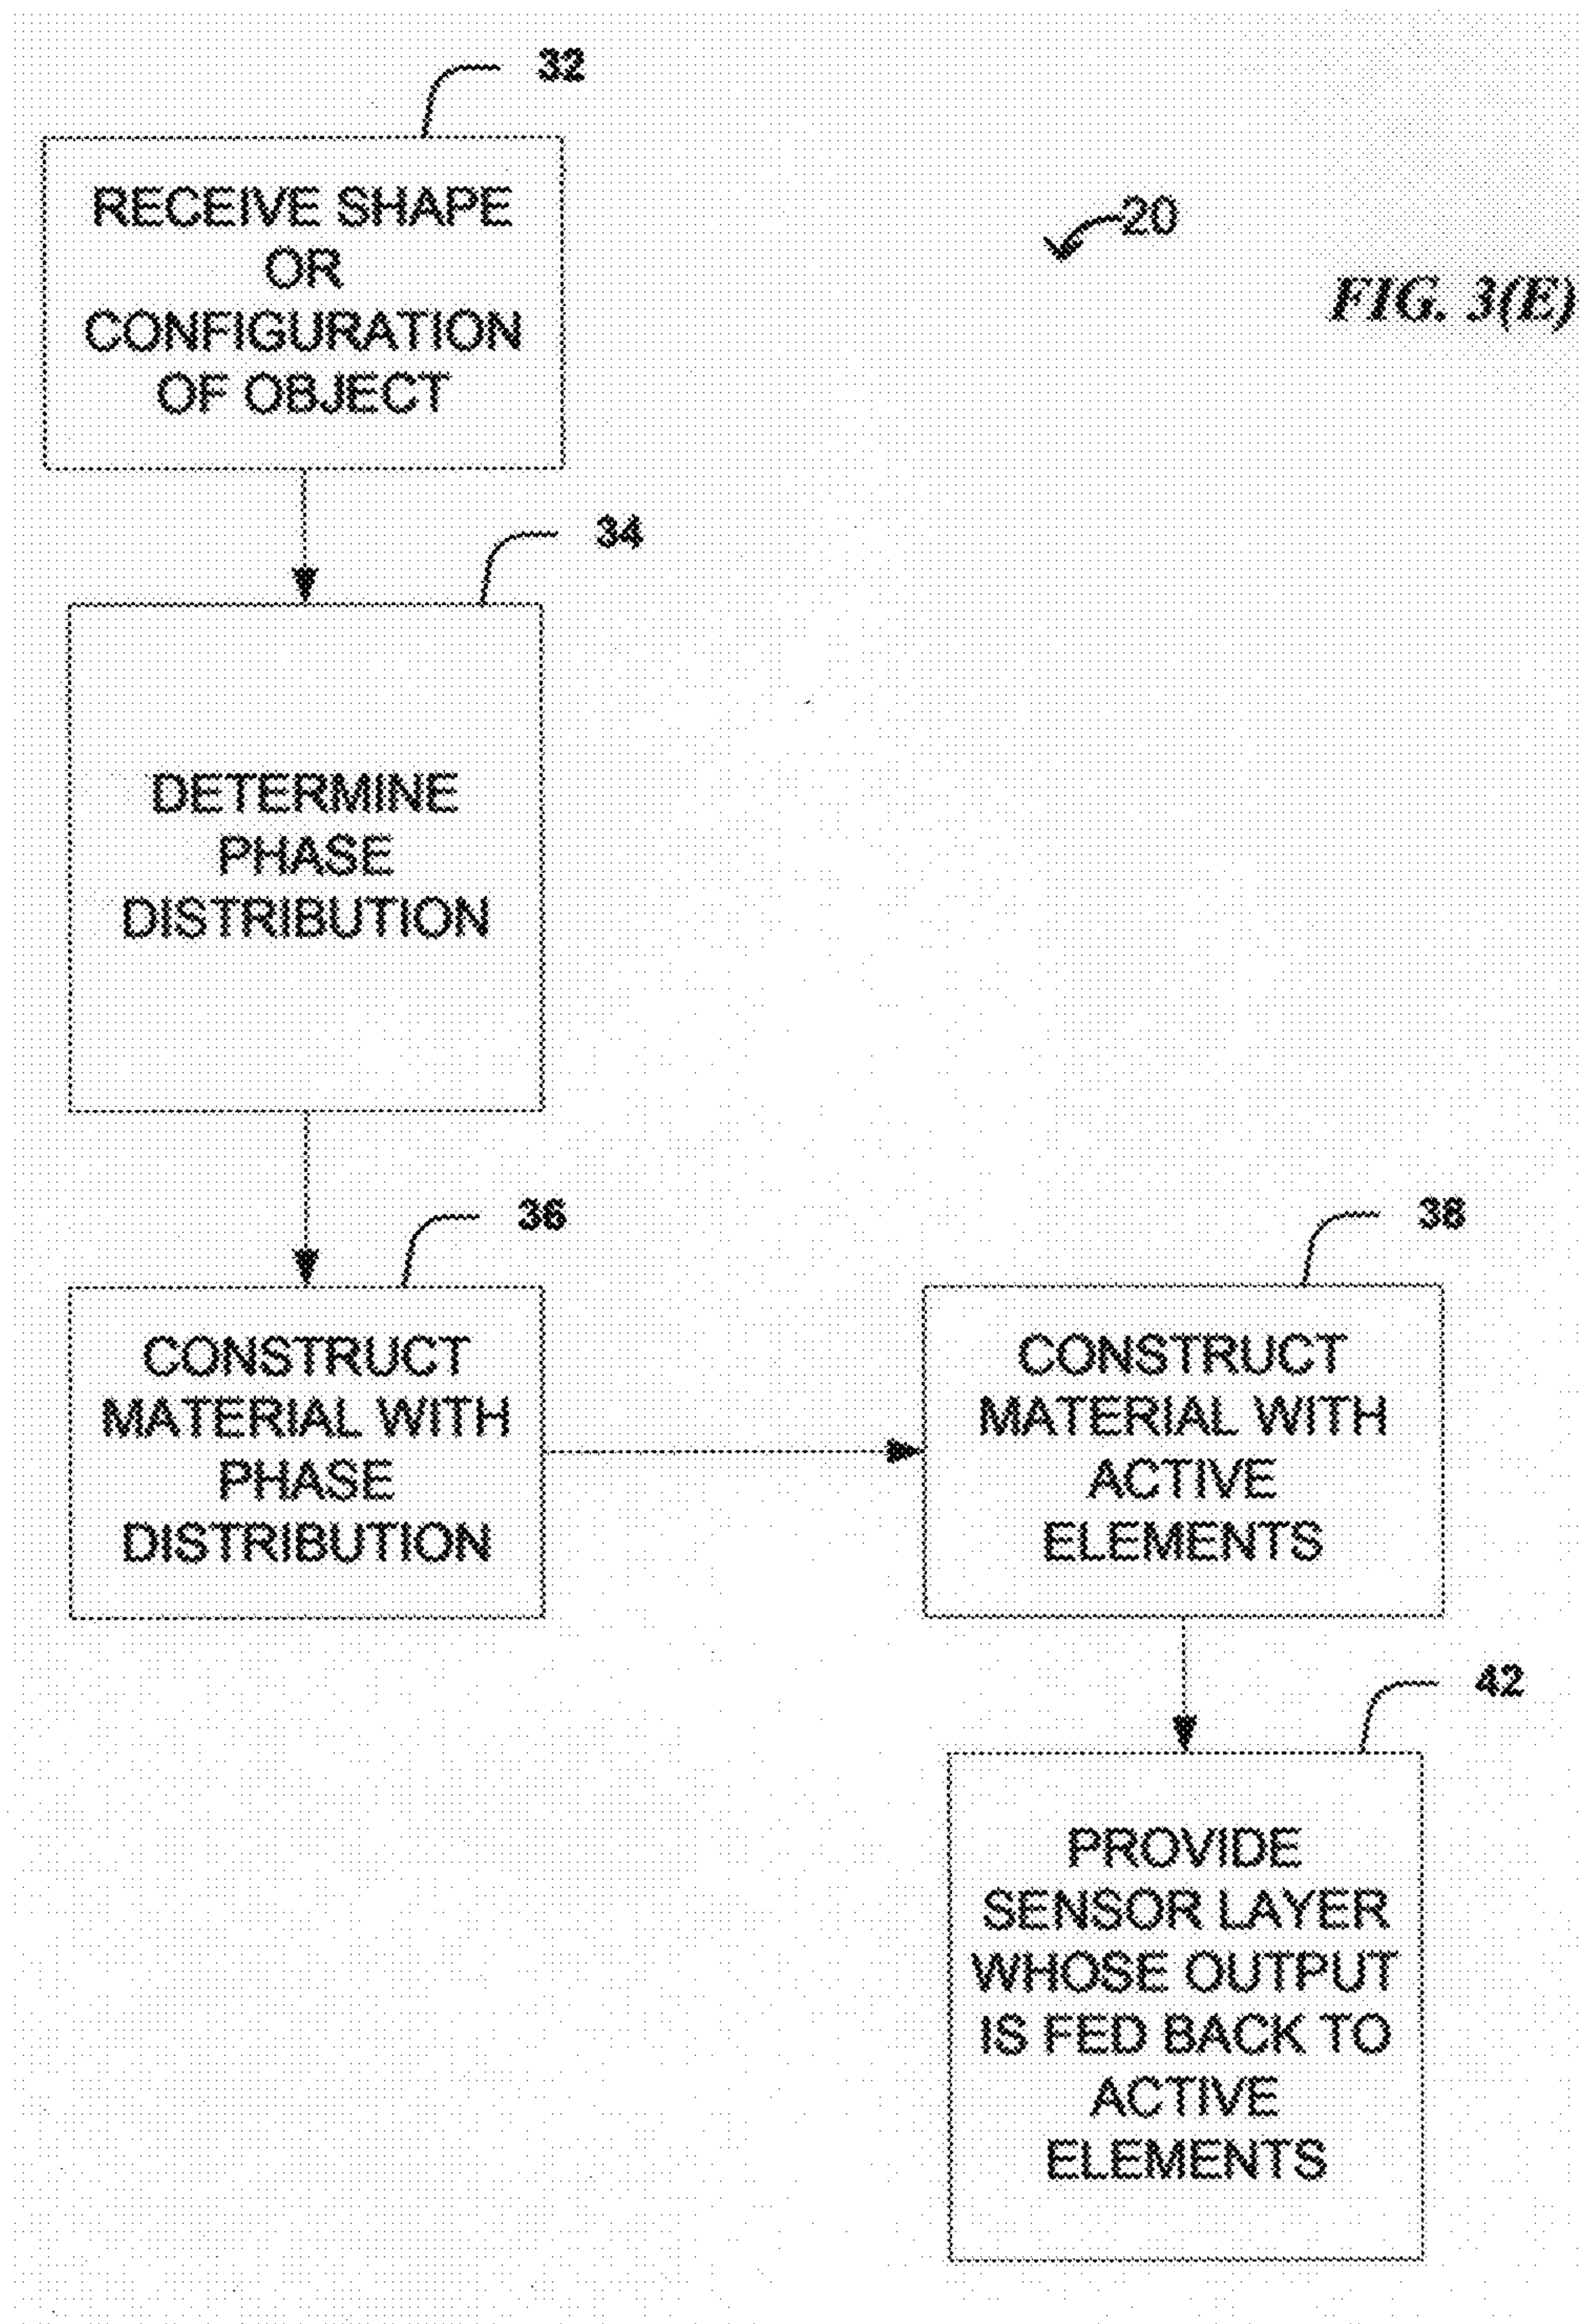 32
RECEIVE SHAPE
OR
CONFIGURATION
OF OBJECT
20
FIG. 3(E)
34
DETERMINE
PHASE
DISTRIBUTION
36
CONSTRUCT
MATERIAL WITH
PHASE
DISTRIBUTION
38
CONSTRUCT
MATERIAL WITH
ACTIVE
ELEMENTS
42
PROVIDE
SENSOR LAYER
WHOSE OUTPUT
IS FED BACK TO
ACTIVE
ELEMENTS